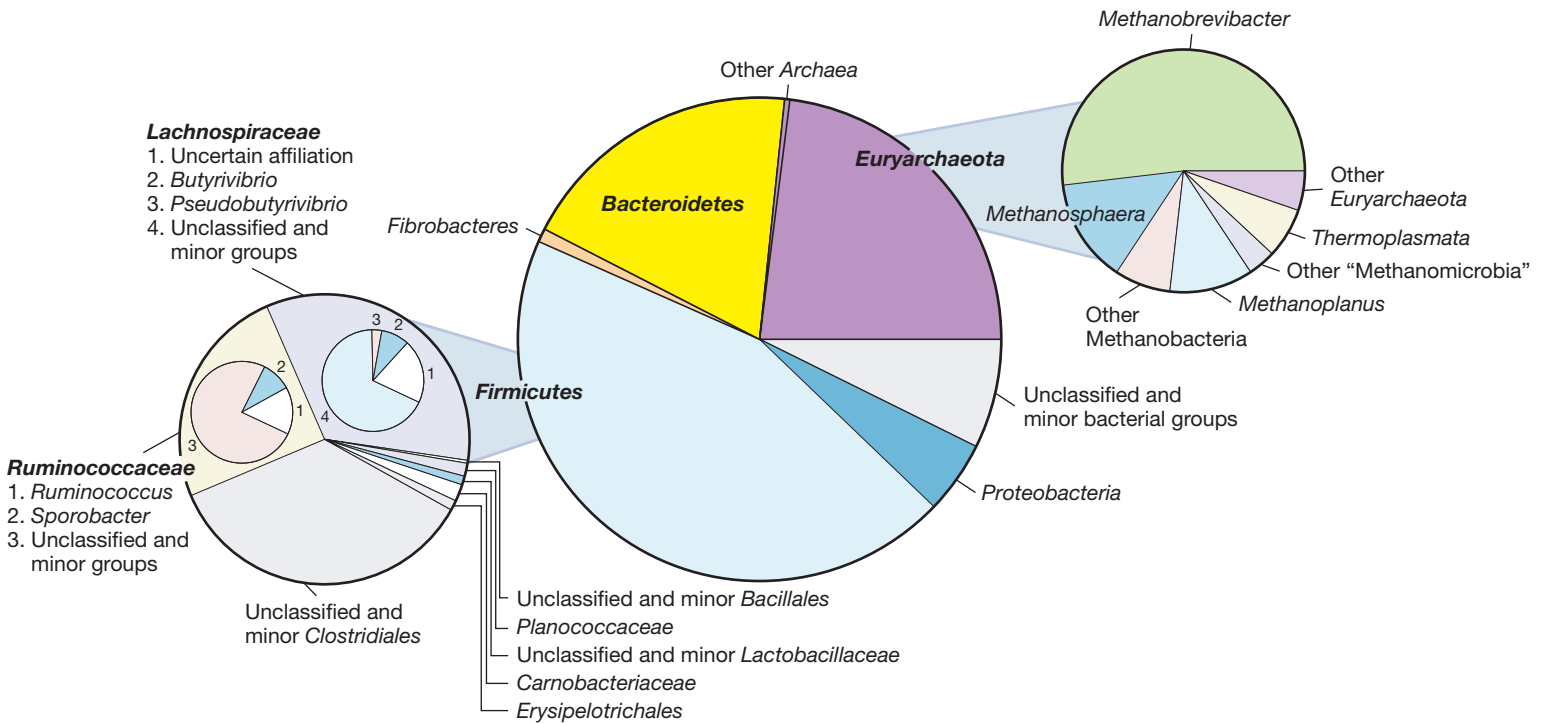 Methanobrevibacter
Other Archaea
Lachnospiraceae
1. Uncertain affiliation
2. Butyrivibrio
3. Pseudobutyrivibrio
4. Unclassified and
minor groups
Euryarchaeota
Other
Euryarchaeota
Bacteroidetes
Methanosphaera
Fibrobacteres
Thermoplasmata
Other “Methanomicrobia”
Methanoplanus
Other
Methanobacteria
3
2
1
4
2
1
3
Firmicutes
Unclassified and
minor bacterial groups
Ruminococcaceae
1. Ruminococcus
2. Sporobacter
3. Unclassified and
minor groups
Proteobacteria
Unclassified and
minor Clostridiales
Unclassified and minor Bacillales
Planococcaceae
Unclassified and minor Lactobacillaceae
Carnobacteriaceae
Erysipelotrichales